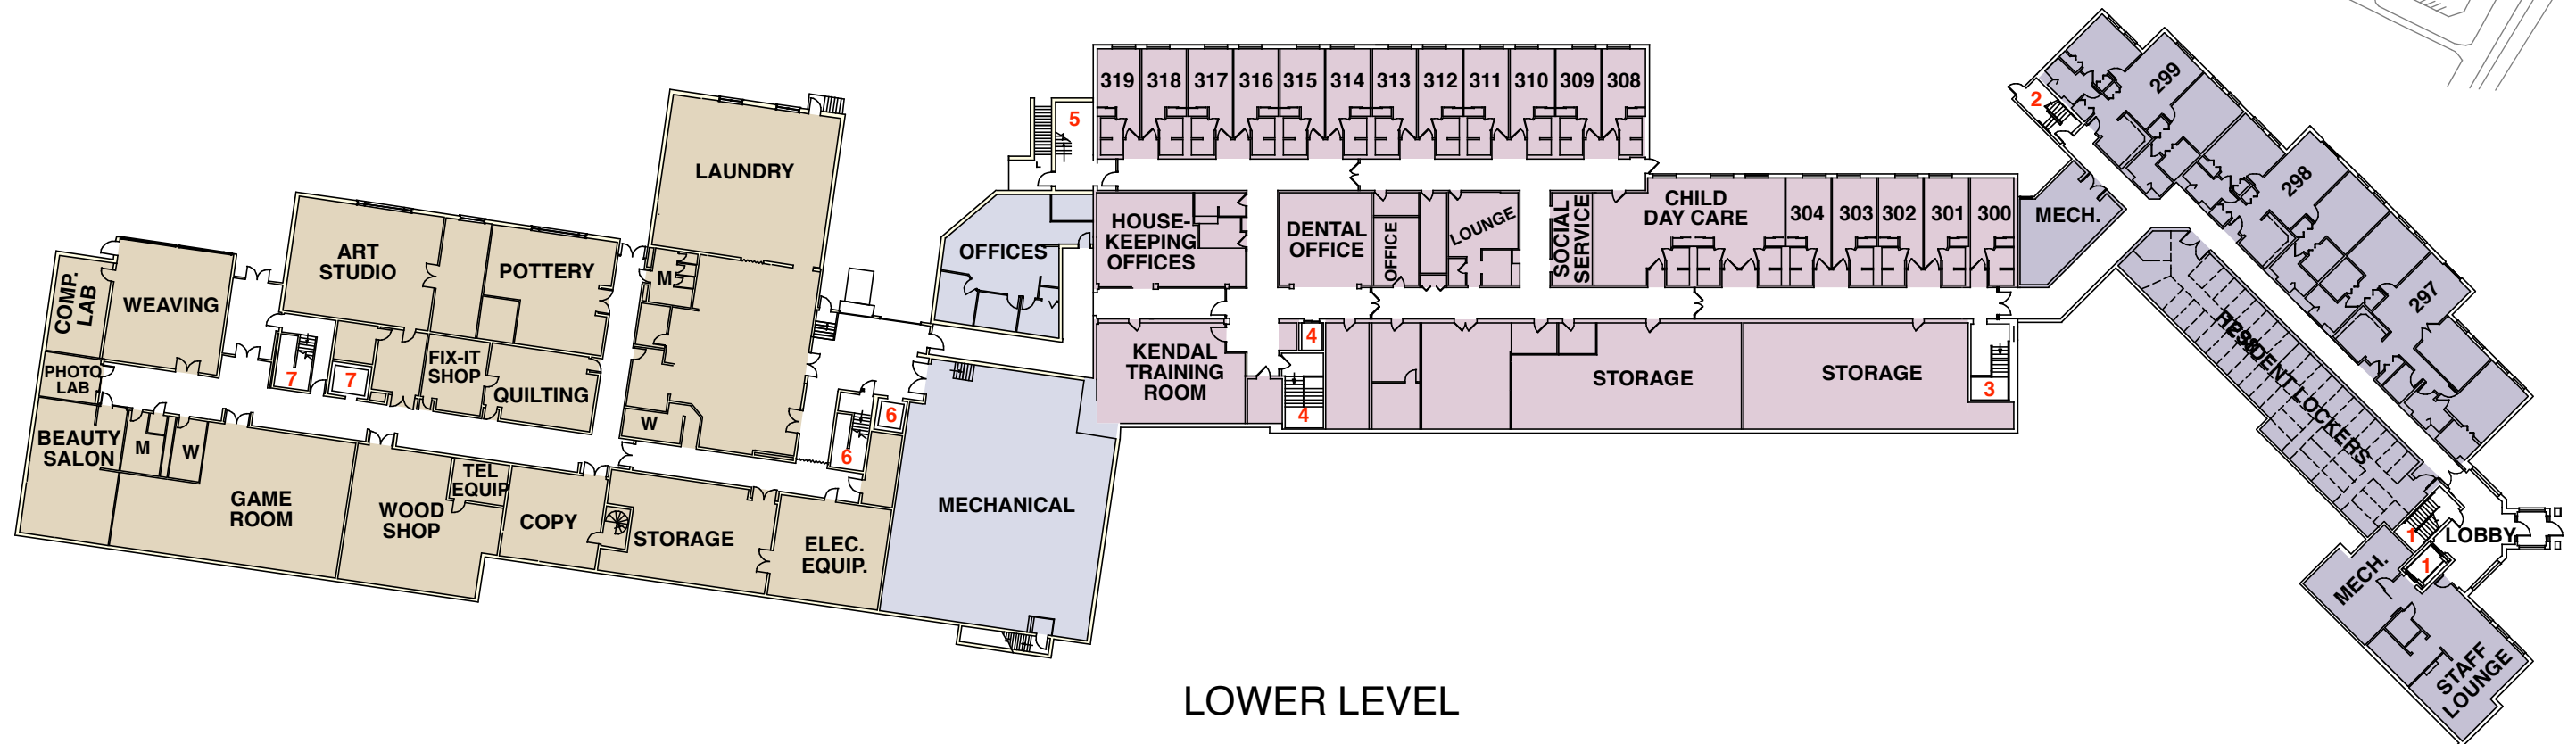 319 318 317 316 315 314 313 312 311 310 309 308
299
2
5
LAUNDRY
298
CHILD
DAY CARE
304 303 302 301 300
MECH.
HOUSE-
KEEPING
OFFICES
DENTAL
OFFICE
OFFICE
LOUNGE
SOCIAL
SERVICE
OFFICES
ART
STUDIO
POTTERY
M
COMP.
LAB
WEAVING
297
RESIDENT LOCKERS
4
KENDAL
TRAINING
ROOM
4
STORAGE
STORAGE
3
PHOTO
LAB
7
7
FIX-IT
SHOP
QUILTING
W
6
6
BEAUTY
SALON
M
W
GAME
ROOM
WOOD
SHOP
TEL
EQUIP
COPY
STORAGE
ELEC.
EQUIP.
MECHANICAL
1
LOBBY
1
MECH.
STAFF
LOUNGE
LOWER LEVEL